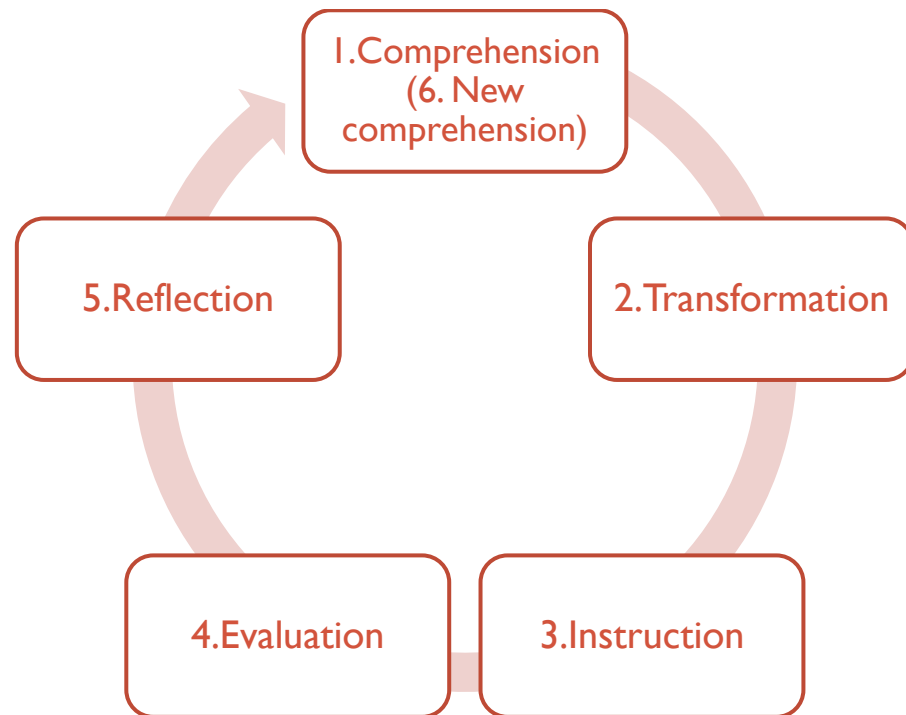 1.Comprehension
(6. New
comprehension)
2.Transformation
3.Instruction
4.Evaluation
5.Reflection